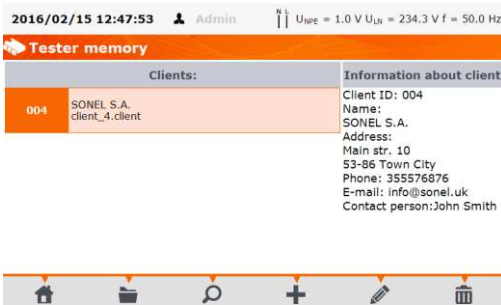 2016/02/15 12:47:53 Admin N L UNPE = 1.0 V ULN = 234.3 V f = 50.0 Hz
Tester memory
Clients:
Information about client
004
SONEL S.A.
client_4.client
Client ID: 004
Name:
SONEL S.A.
Address:
Main str. 10
53-86 Town City
Phone: 355576876
E-mail: info@sonel.uk
Contact person:John Smith